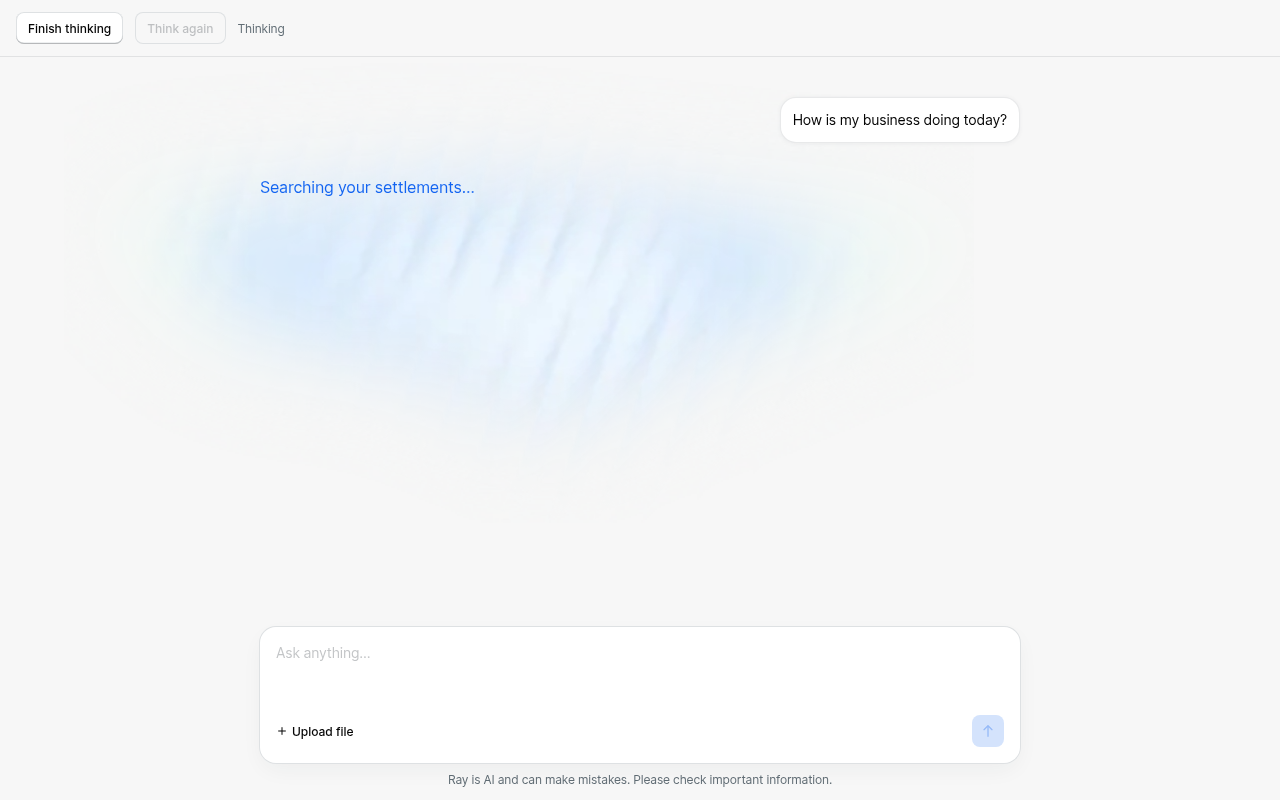 Finish thinking
Think again
Thinking
How is my business doing today?
Searching your settlements...
Ask anything...
+ Upload file
Ray is AI and can make mistakes. Please check important information.